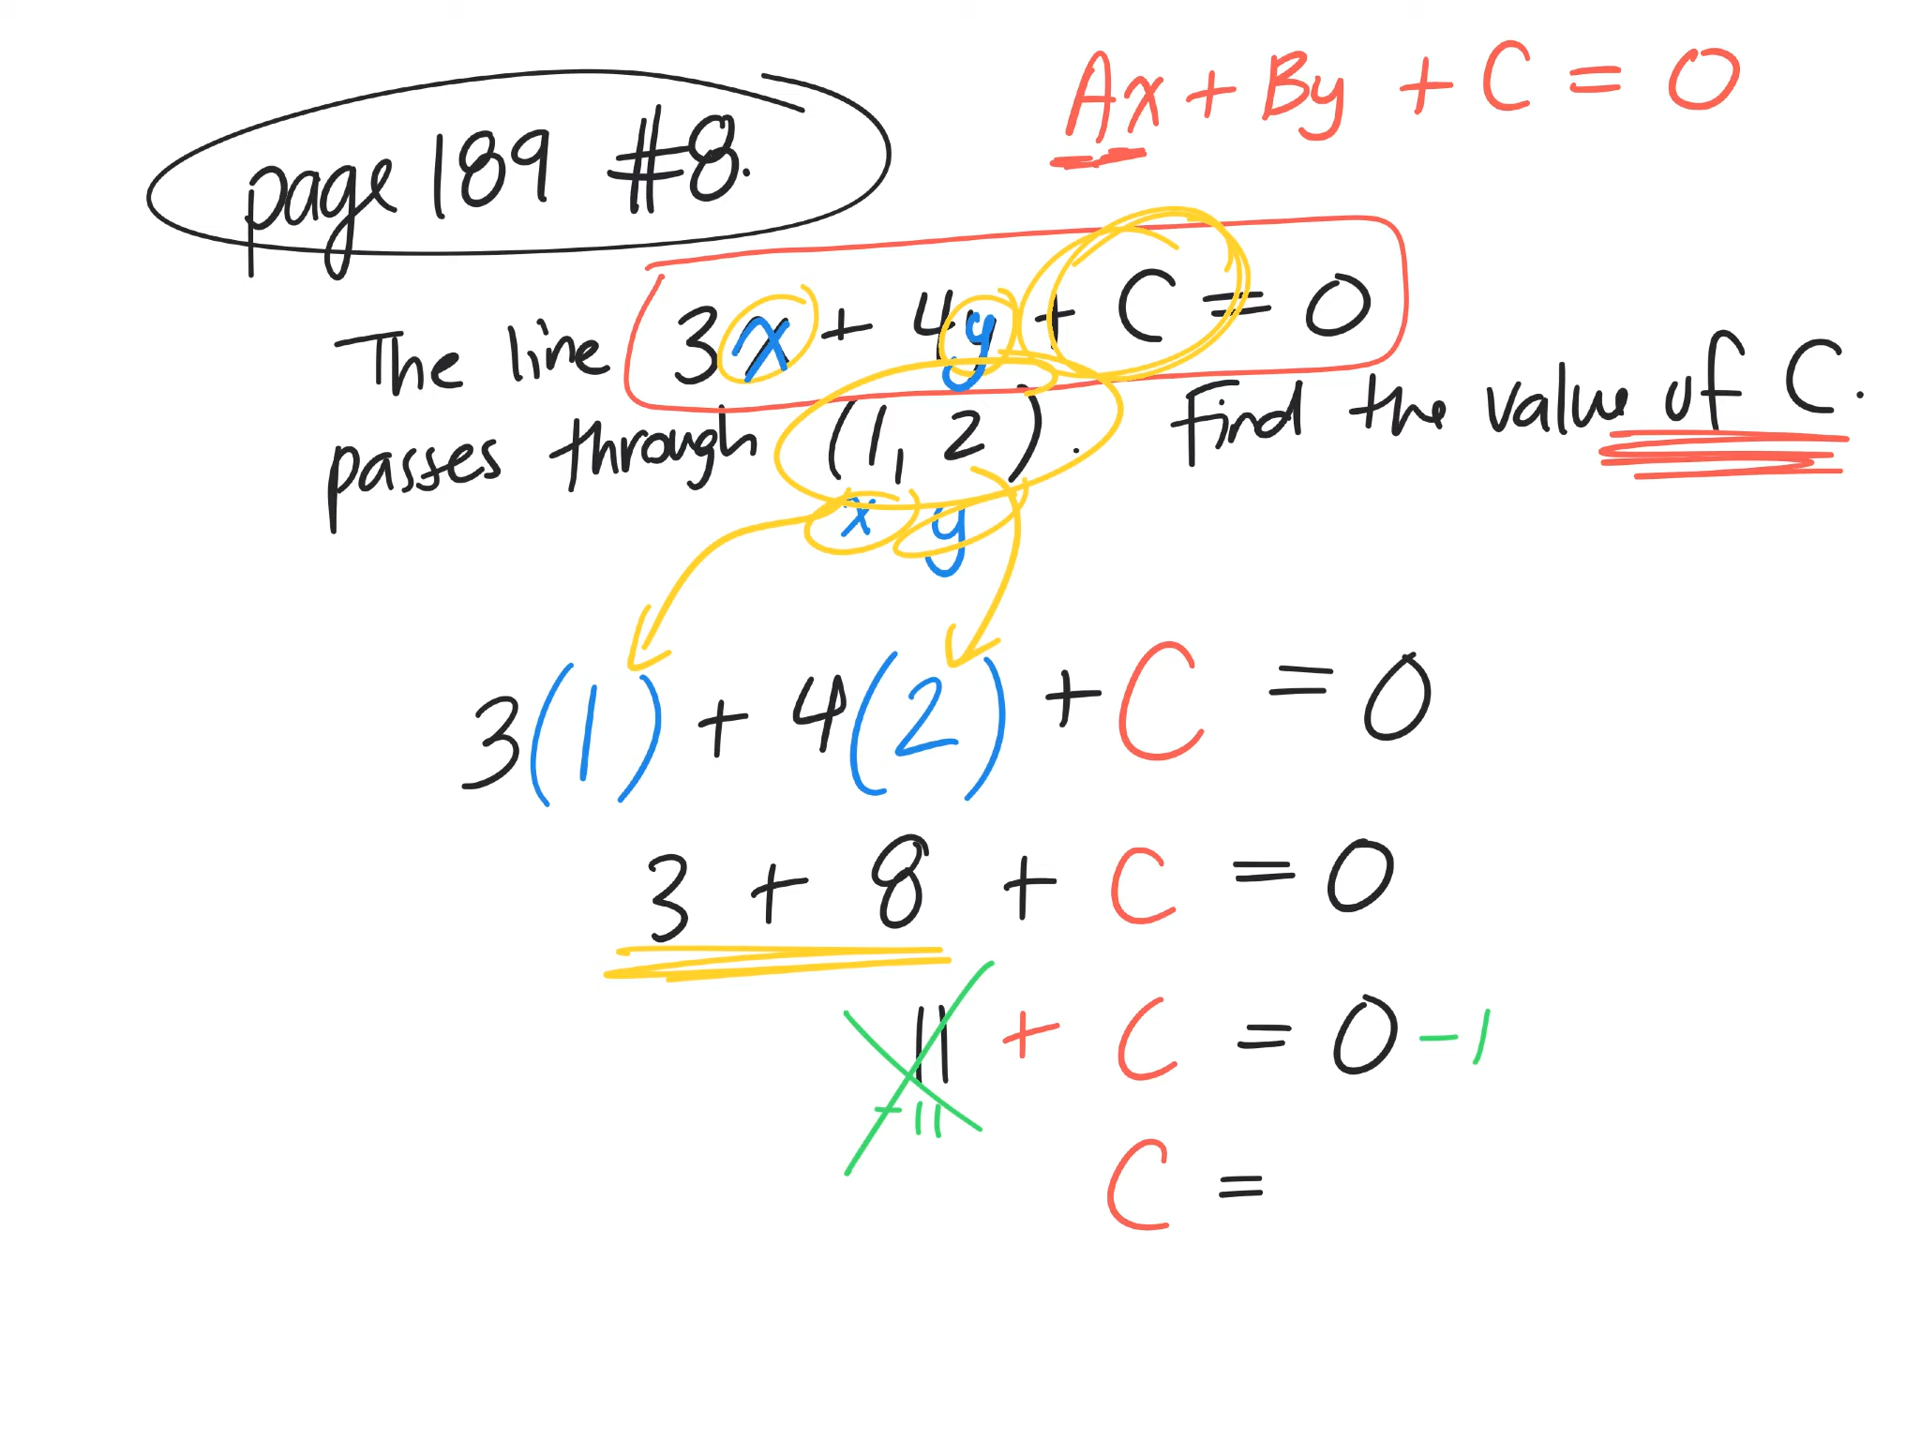 Ax + By + C = 0
page 189 #8.
The line 3x + 4y + C = 0
passes through (1, 2). Find the value of C.
x y
3(1) + 4(2) + C = 0
3 + 8 + C = 0
11 + C = 0 - 1
- 11
C =